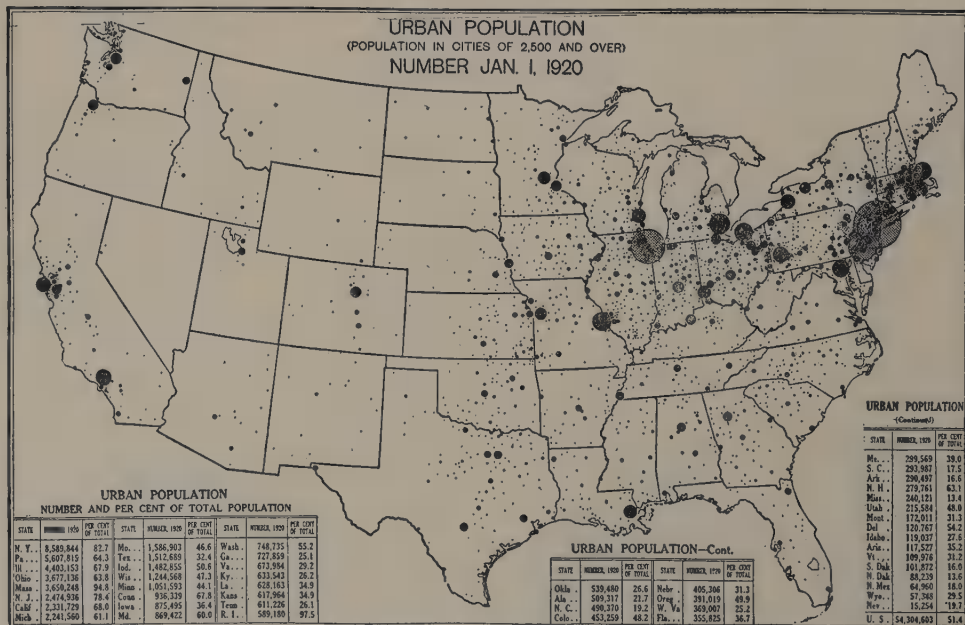 URBAN POPULATION
(POPULATION IN CITIES OF 2,500 AND OVER)
NUMBER JAN. 1, 1920
URBAN POPULATION
NUMBER AND PER CENT OF TOTAL POPULATION
STATE 1920 PER CENT OF TOTAL STATE NUMBER, 1920 PER CENT OF TOTAL STATE NUMBER, 1920 PER CENT OF TOTAL
N. Y... 8,589,844 82.7 Mo... 1,586,903 46.6 Wash. 748,735 55.2
Pa... 5,607,815 64.3 Tex.. 1,512,689 32.4 Ga... 727,859 25.1
Ill ... 4,403,153 67.9 Ind.. 1,482,855 50.6 Va... 673,984 29.2
Ohio. 3,677,136 63.8 Wis.. 1,244,568 47.3 Ky... 633,543 26.2
Mass 3,650,248 94.8 Minn. 1,051,593 44.1 La... 628,163 34.9
N. J.. 2,474,936 78.4 Conn 936,339 67.8 Kans. 617,964 34.9
Calif 2,331,729 68.0 Iowa. 875,495 36.4 Tenn 611,226 26.1
Mich. 2,241,560 61.1 Md.. 869,422 60.0 R. I.. 589,180 97.5
URBAN POPULATION—Cont.
STATE NUMBER, 1920 PER CENT OF TOTAL STATE NUMBER, 1920 PER CENT OF TOTAL
Okla. 539,480 26.6 Nebr. 405,306 31.3
Ala .. 509,317 21.7 Oreg. 391,019 49.9
N. C.. 490,370 19.2 W. Va 369,007 25.2
Colo.. 453,259 48.2 Fla... 355,825 36.7
URBAN POPULATION
(Continued)
STATE NUMBER, 1920 PER CENT OF TOTAL
Me... 299,569 39.0
S. C.. 293,987 17.5
Ark .. 290,497 16.6
N. H. 279,761 63.1
Miss.. 240,121 13.4
Utah. 215,584 48.0
Mont. 172,011 31.3
Del .. 120,767 54.2
Idaho. 119,037 27.6
Ariz.. 117,527 35.2
Vt... 109,976 31.2
S. Dak 101,872 16.0
N. Dak 88,239 13.6
N. Mex 64,960 18.0
Wyo.. 57,348 29.5
Nev.. 15,254 19.7
U. S. 54,304,603 51.4